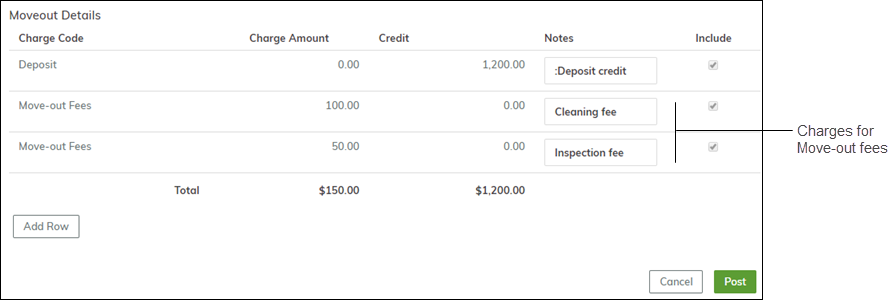 Moveout Details
Charge Code Charge Amount Credit Notes Include
Deposit 0.00 1,200.00 :Deposit credit
Move-out Fees 100.00 0.00 Cleaning fee
Charges for
Move-out fees
Move-out Fees 50.00 0.00 Inspection fee
Total $150.00 $1,200.00
Add Row
Cancel Post